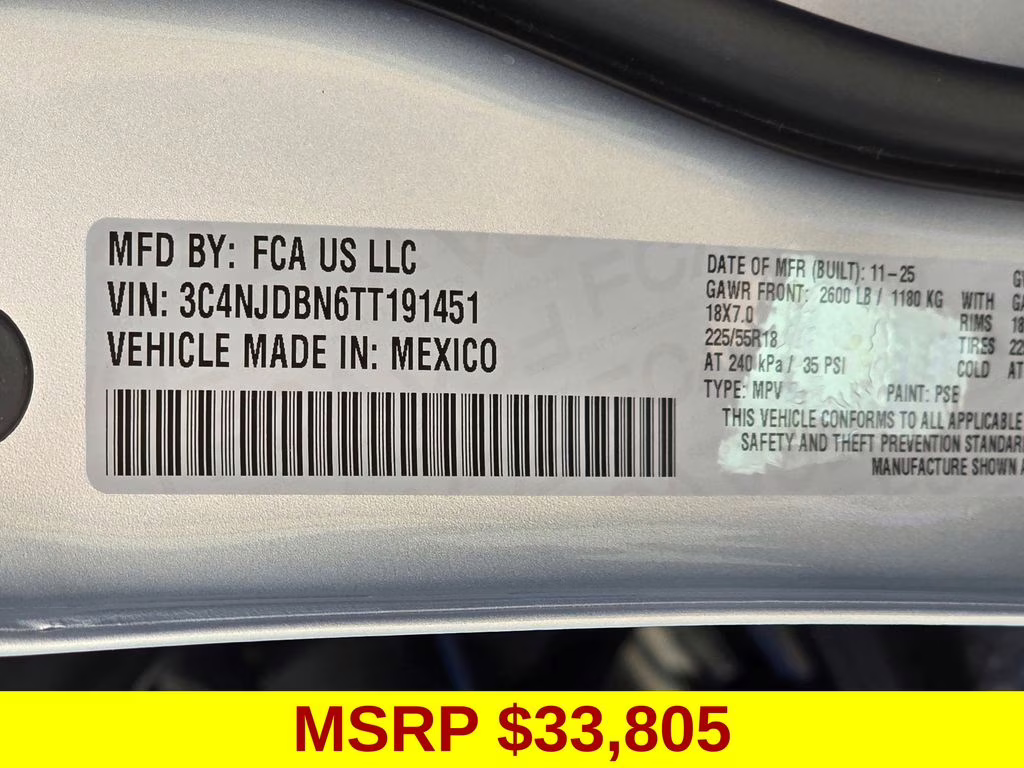 MFD BY: FCA US LLC
VIN: 3C4NJDBN6TT191451
VEHICLE MADE IN: MEXICO
DATE OF MFR (BUILT): 11-25
GAWR FRONT: 2600 LB / 1180 KG WITH
18X7.0 RIMS
225/55R18 TIRES
AT 240 kPa / 35 PSI COLD
TYPE: MPV PAINT: PSE
THIS VEHICLE CONFORMS TO ALL APPLICABLE
SAFETY AND THEFT PREVENTION
MANUFACTURE SHOWN
MSRP $33,805